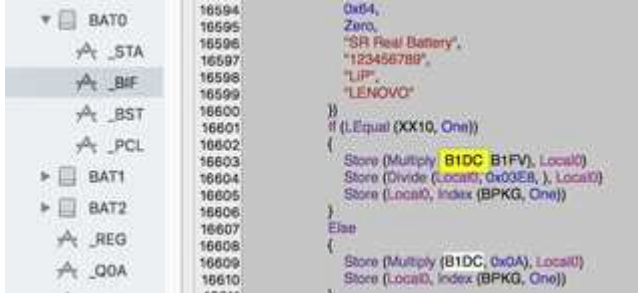 BAT0
_STA
_BIF
_BST
_PCL
BAT1
BAT2
_REG
_Q0A
16594 0x64,
16595 Zero,
16596 "SR Real Battery",
16597 "123456789",
16598 "LiP",
16599 "LENOVO"
16600 })
16601 If (LEqual (XX10, One))
16602 {
16603 Store (Multiply B1DC B1FV), Local0)
16604 Store (Divide (Local0, 0x03E8, ), Local0)
16605 Store (Local0, Index (BPKG, One))
16606 }
16607 Else
16608 {
16609 Store (Multiply (B1DC, 0x0A), Local0)
16610 Store (Local0, Index (BPKG, One))